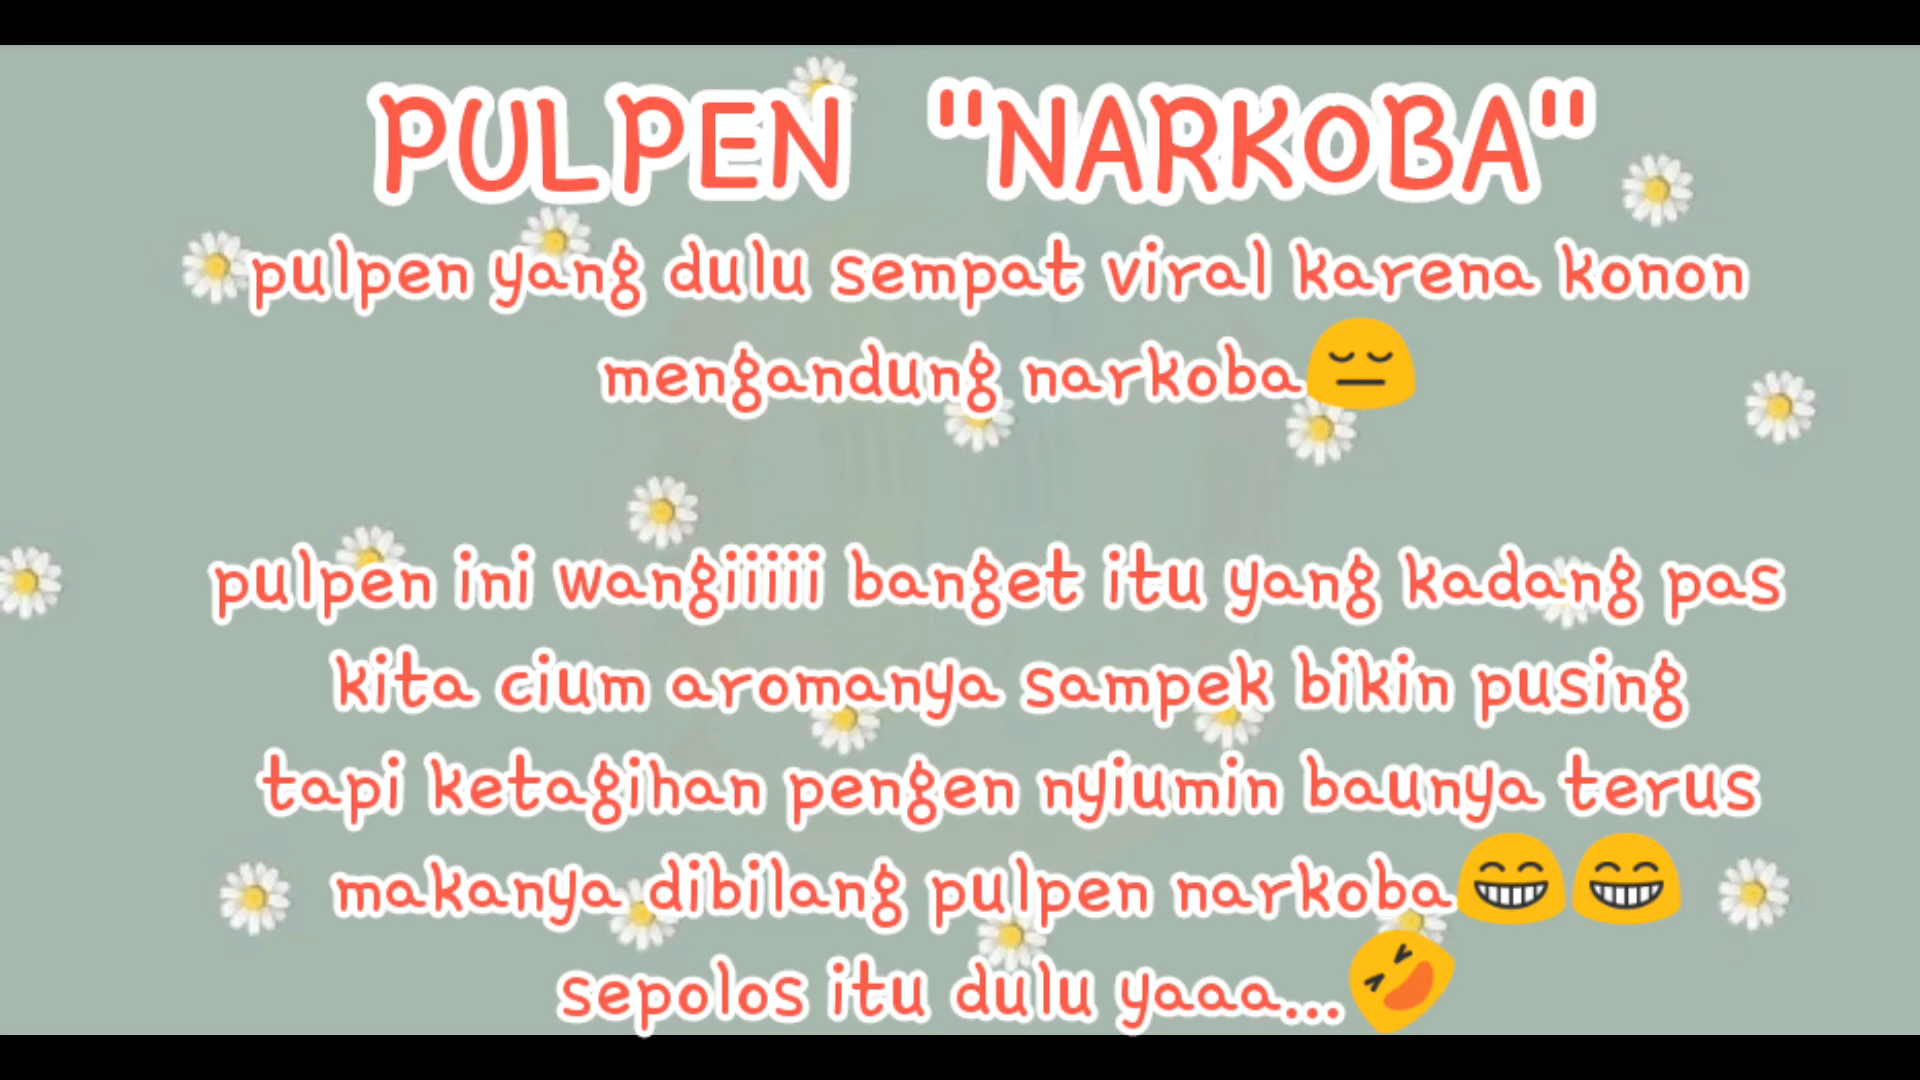 PULPEN "NARKOBA"
pulpen yang dulu sempat viral karena konon
mengandung narkoba😔
pulpen ini wangiiiii banget itu yang kadang pas
kita cium aromanya sampek bikin pusing
tapi ketagihan pengen nyiumin baunya terus
makanya dibilang pulpen narkoba😁😁
sepolos itu dulu yaaa...🤣